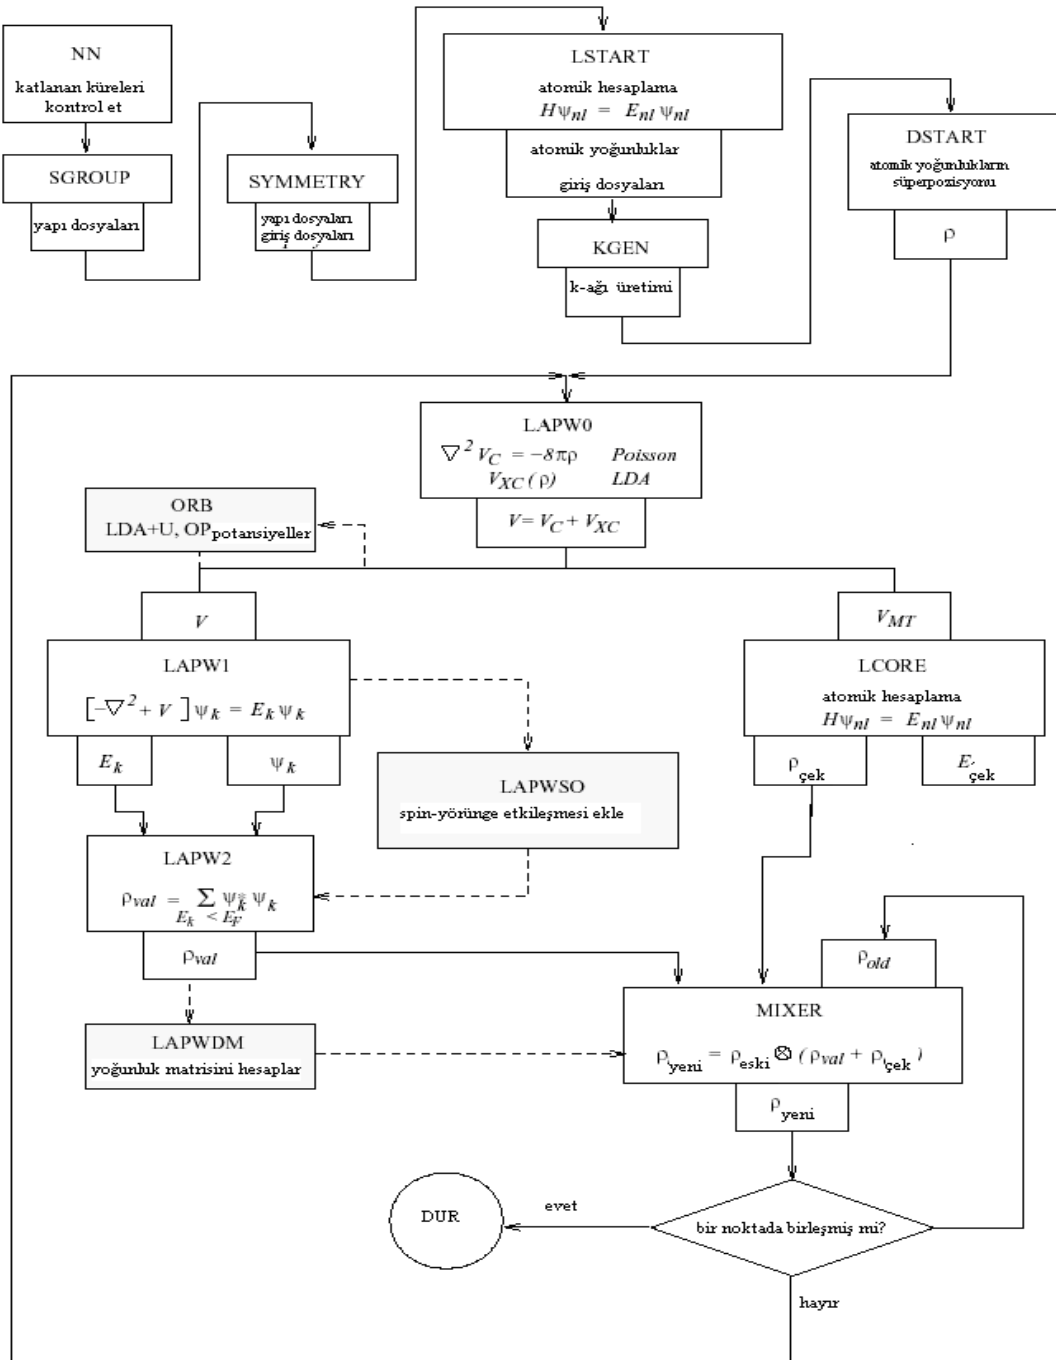 NN
katlanan küreleri
kontrol et
SGROUP
yapı dosyaları
SYMMETRY
yapı dosyaları
giriş dosyaları
LSTART
atomik hesaplama
Hψnl = Enl ψnl
atomik yoğunluklar
giriş dosyaları
KGEN
k-ağı üretimi
DSTART
atomik yoğunlukların
süperpozisyonu
ρ
LAPW0
∇² VC = −8πρ Poisson
VXC(ρ) LDA
V= VC + VXC
ORB
LDA+U, OP potansiyeller
V
LAPW1
[−∇² + V ] ψk = Ek ψk
Ek
ψk
VMT
LCORE
atomik hesaplama
Hψnl = Enl ψnl
ρçek
Eçek
LAPWSO
spin-yörünge etkileşmesi ekle
LAPW2
ρval = Σ ψk* ψk
Ek < EF
ρval
LAPWDM
yoğunluk matrisini hesaplar
ρold
MIXER
ρyeni = ρeski ⊗ (ρval + ρçek)
ρyeni
bir noktada birleşmiş mi?
evet
DUR
hayır